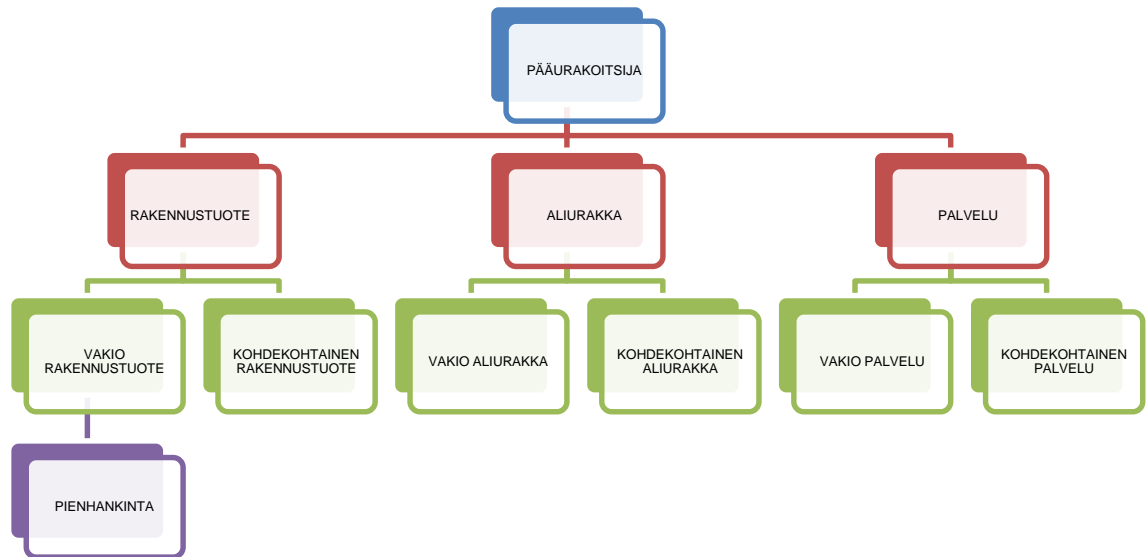 PÄÄURAKOITSIJA
RAKENNUSTUOTE
ALIURAKKA
PALVELU
VAKIO
RAKENNUSTUOTE
KOHDEKOHTAINEN
RAKENNUSTUOTE
VAKIO ALIURAKKA
KOHDEKOHTAINEN
ALIURAKKA
VAKIO PALVELU
KOHDEKOHTAINEN
PALVELU
PIENHANKINTA